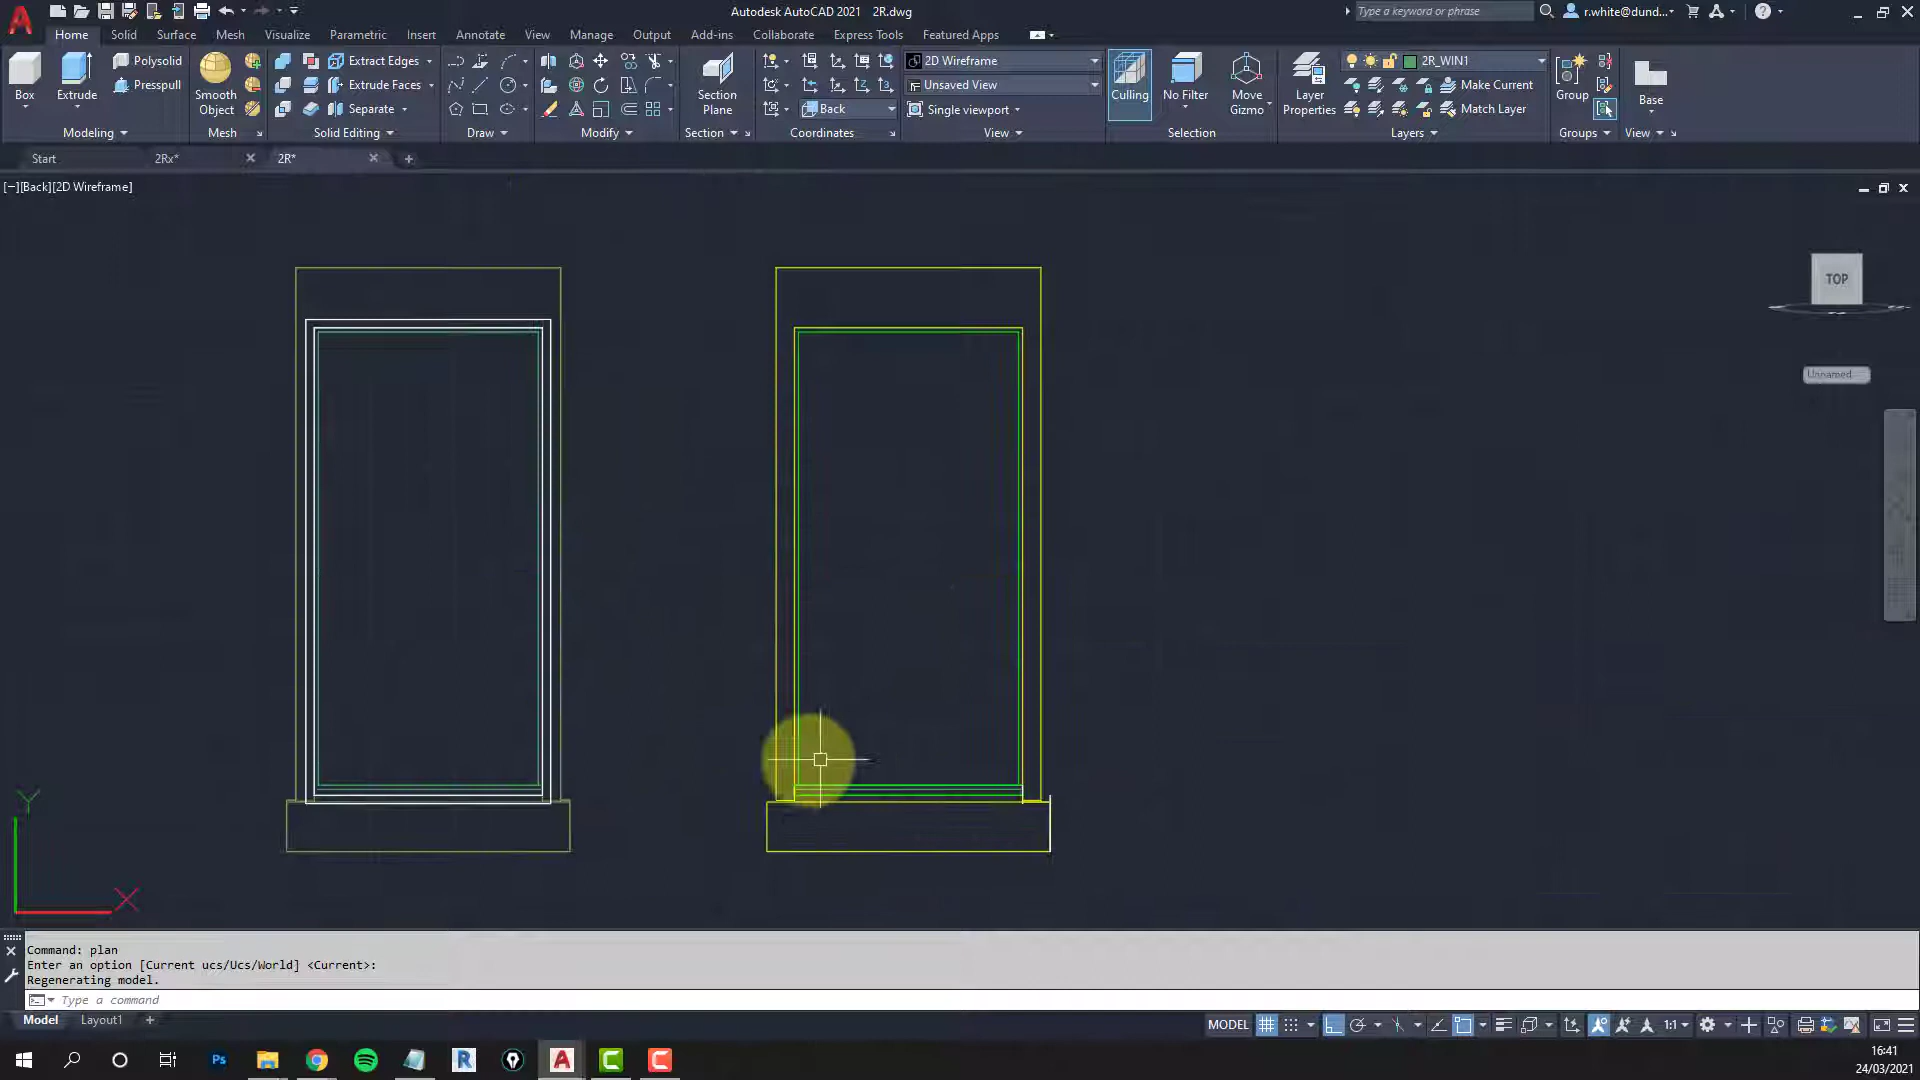 Autodesk AutoCAD 2021 2R.dwg
Type a keyword or phrase
r.white@dund...
Home Solid Surface Mesh Visualize Parametric Insert Annotate View Manage Output Add-ins Collaborate Express Tools Featured Apps
Box
Extrude
Polysolid
Presspull
Modeling
Smooth
Object
Mesh
Extract Edges
Extrude Faces
Separate
Solid Editing
Draw
Modify
Section
Plane
Section
Back
Coordinates
2D Wireframe
Unsaved View
Single viewport
View
Culling
No Filter
Move
Gizmo
Selection
Layer
Properties
2R_WIN1
Make Current
Match Layer
Layers
Group
Groups
Base
View
Start 2Rx* 2R*
[−][Back][2D Wireframe]
TOP
Unnamed
Y
X
Command: plan
Enter an option [Current ucs/Ucs/World] <Current>:
Regenerating model.
Type a command
Model Layout1
MODEL
1:1
Ps
R
A
C
C
16:41
24/03/2021